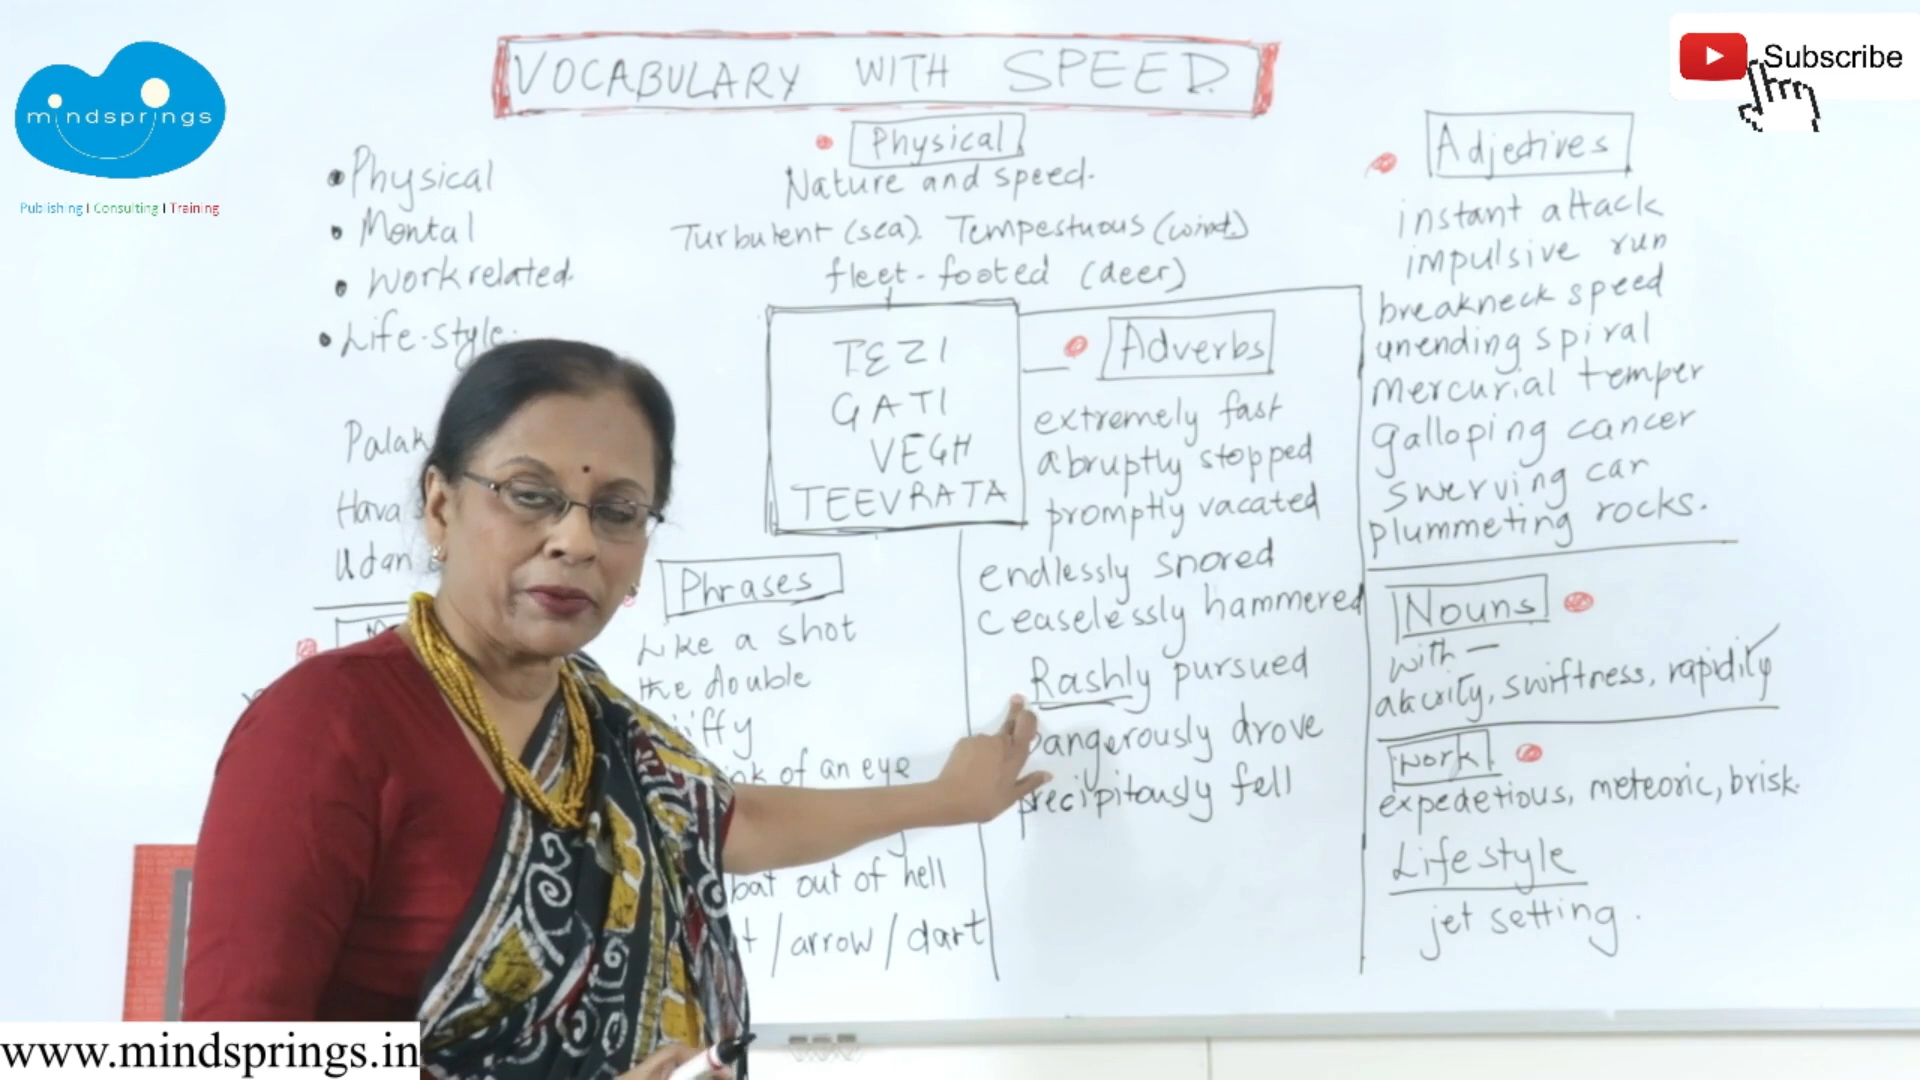 VOCABULARY WITH SPEED
mindsprings
Publishing I Consulting I Training
Subscribe
• Physical
• Mental
• Work related.
• Life-style.
Palak
Hava
Udan
Physical
Nature and speed.
Turbulent (sea). Tempestuous (wind)
fleet-footed (deer)
TEZI
GATI
VEGH
TEEVRATA
Phrases
Like a shot
the double
iffy
of an eye
bat out of hell
/ arrow / dart
Adverbs
extremely fast
abruptly stopped
promptly vacated
endlessly snored
ceaselessly hammered
Rashly pursued
Dangerously drove
precipitously fell
Adjectives
instant attack
impulsive run
breakneck speed
unending spiral
mercurial temper
galloping cancer
swerving car
plummeting rocks.
Nouns
with —
alacrity, swiftness, rapidity
Work
expedetious, meteoric, brisk.
Lifestyle
jet setting.
www.mindsprings.in